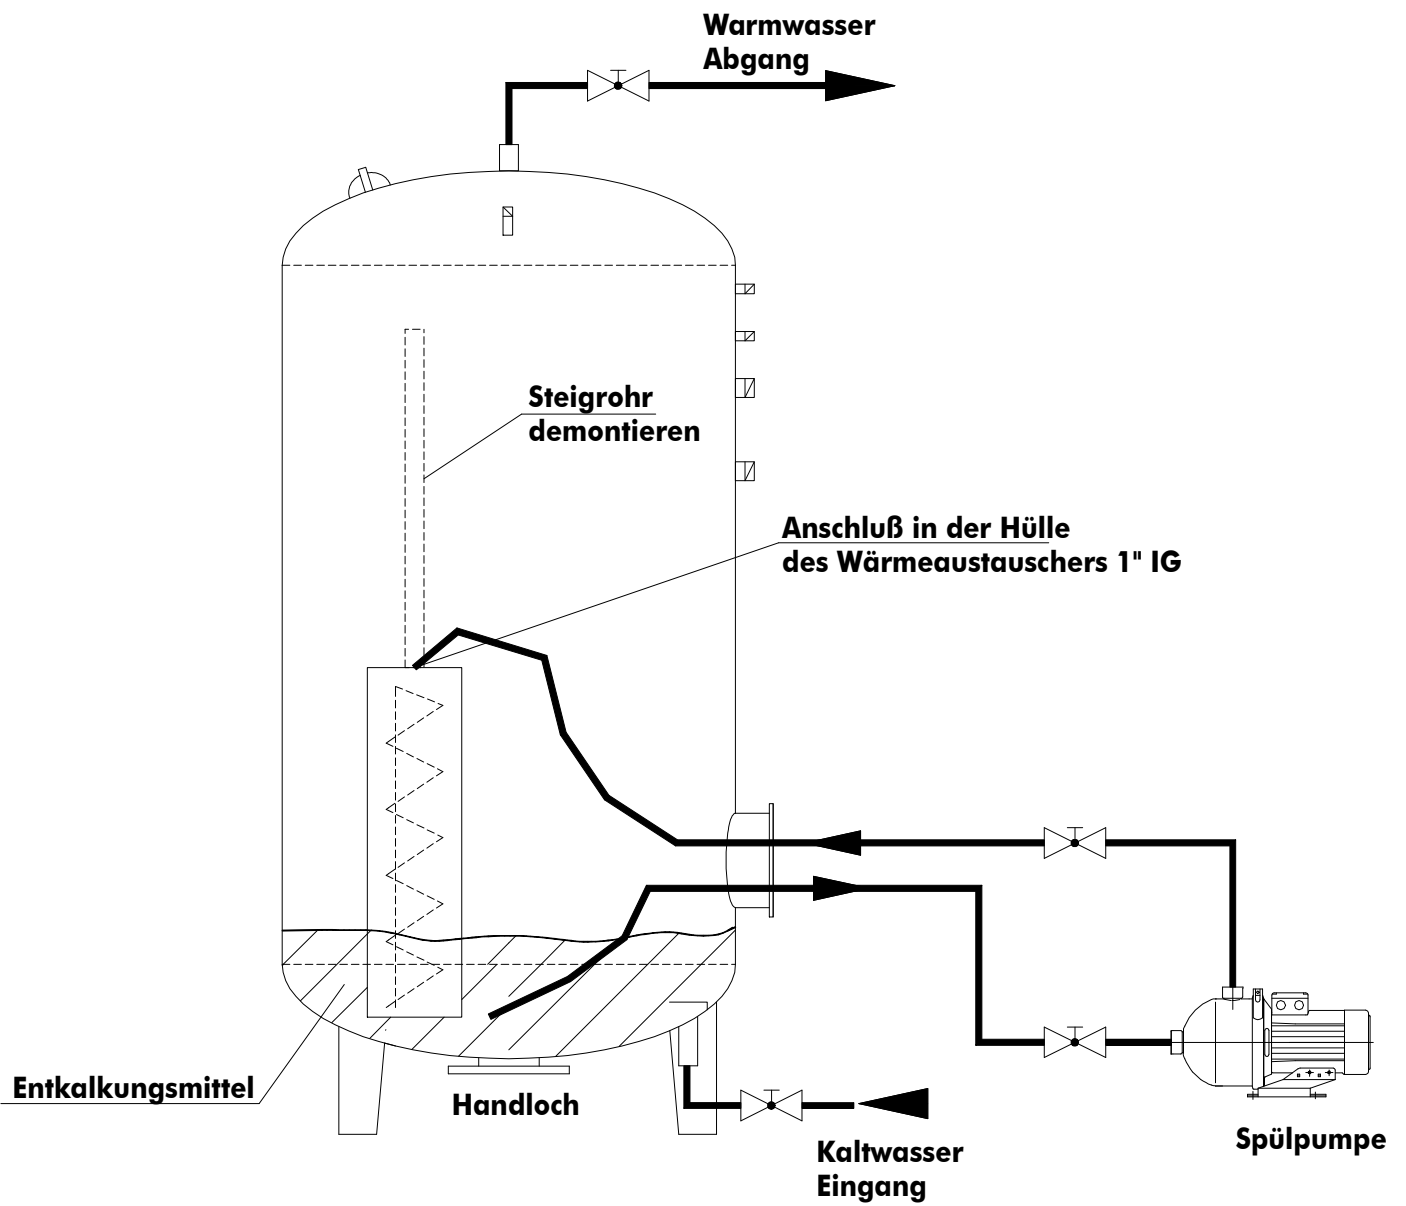 Warmwasser
Abgang
Steigrohr
demontieren
Anschluß in der Hülle
des Wärmeaustauschers 1" IG
Entkalkungsmittel
Handloch
Kaltwasser
Eingang
Spülpumpe